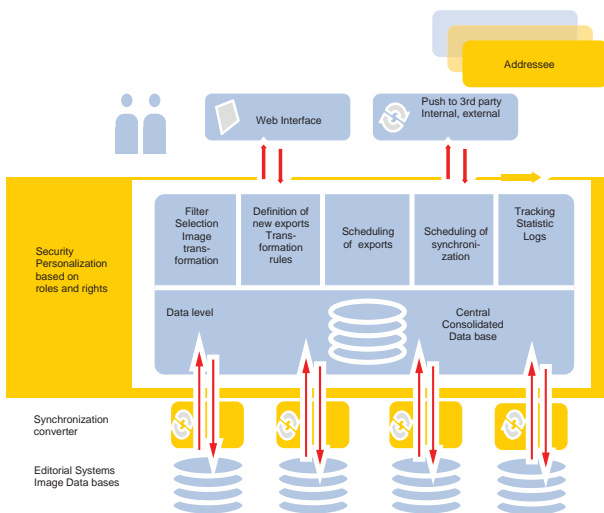 Addressee
Web Interface
Push to 3rd party
Internal, external
Security
Personalization
based on
roles and rights
Filter
Selection
Image
trans-
formation
Definition of
new exports
Trans-
formation
rules
Scheduling
of exports
Scheduling of
synchroni-
zation
Tracking
Statistic
Logs
Data level
Central
Consolidated
Data base
Synchronization
converter
Editorial Systems
Image Data bases